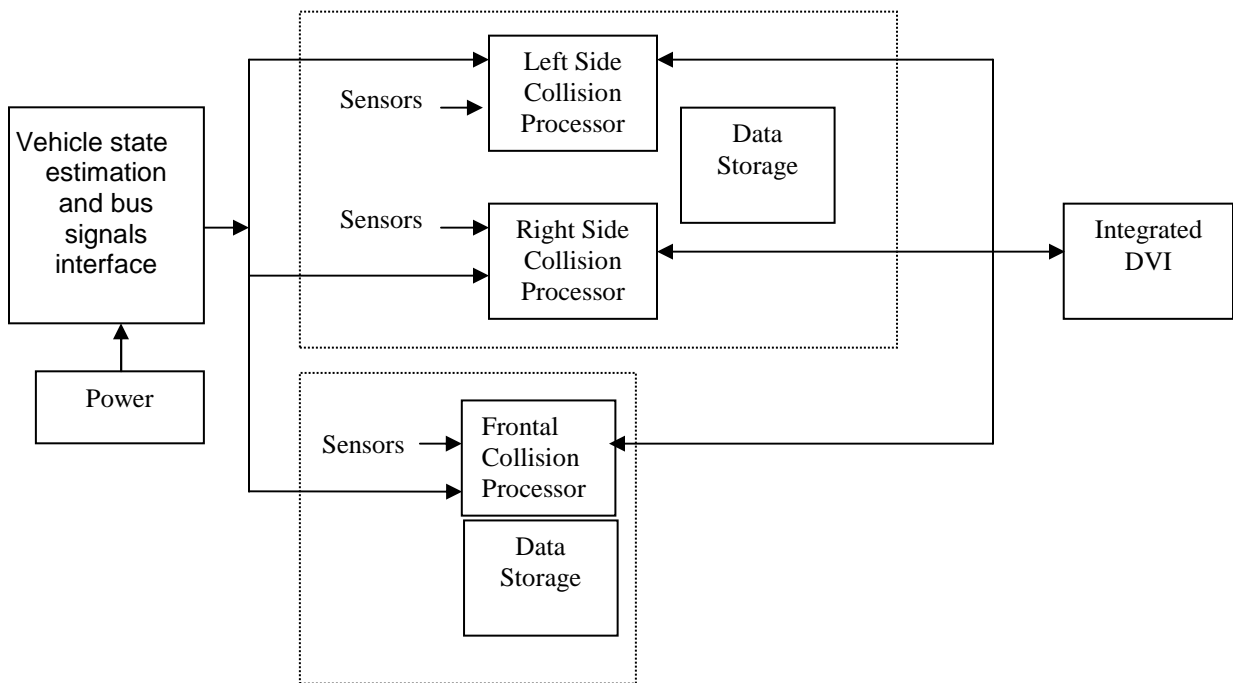 Vehicle state
estimation
and bus
signals
interface
Power
Sensors
Left Side
Collision
Processor
Data
Storage
Sensors
Right Side
Collision
Processor
Sensors
Frontal
Collision
Processor
Data
Storage
Integrated
DVI